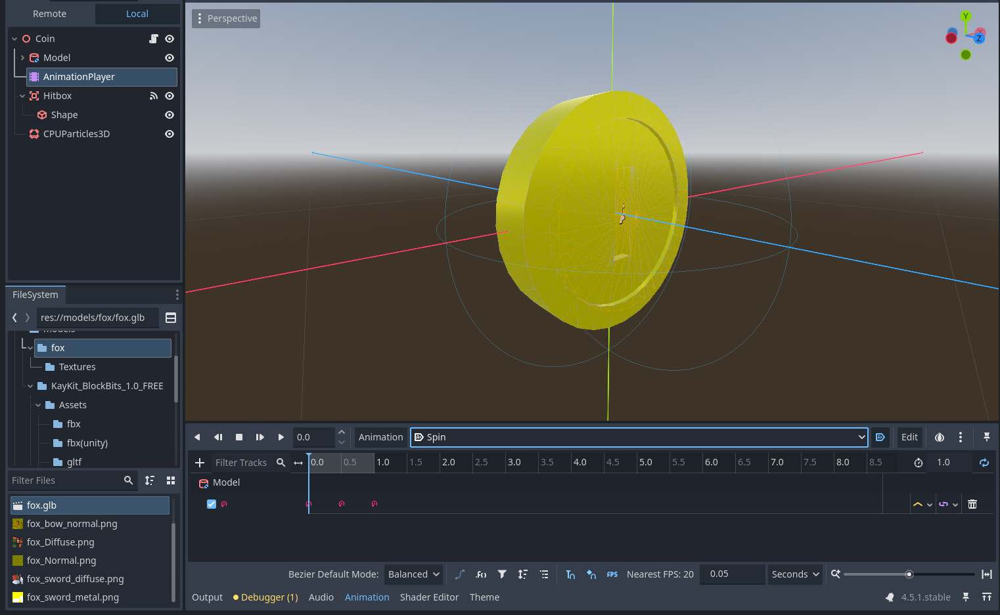 Remote Local
Coin
Model
AnimationPlayer
Hitbox
Shape
CPUParticles3D
FileSystem
res://models/fox/fox.glb
models
fox
Textures
KayKit_BlockBits_1.0_FREE
Assets
fbx
fbx(unity)
gltf
Filter Files
fox.glb
fox_bow_normal.png
fox_Diffuse.png
fox_Normal.png
fox_sword_diffuse.png
fox_sword_metal.png
Perspective
Y
X
Z
0.0 Animation Spin Edit
Filter Tracks 0.0 0.5 1.0 1.5 2.0 2.5 3.0 3.5 4.0 4.5 5.0 5.5 6.0 6.5 7.0 7.5 8.0 8.5 1.0
Model
Bezier Default Mode: Balanced FPS Nearest FPS: 20 0.05 Seconds
Output Debugger (1) Audio Animation Shader Editor Theme 4.5.1.stable